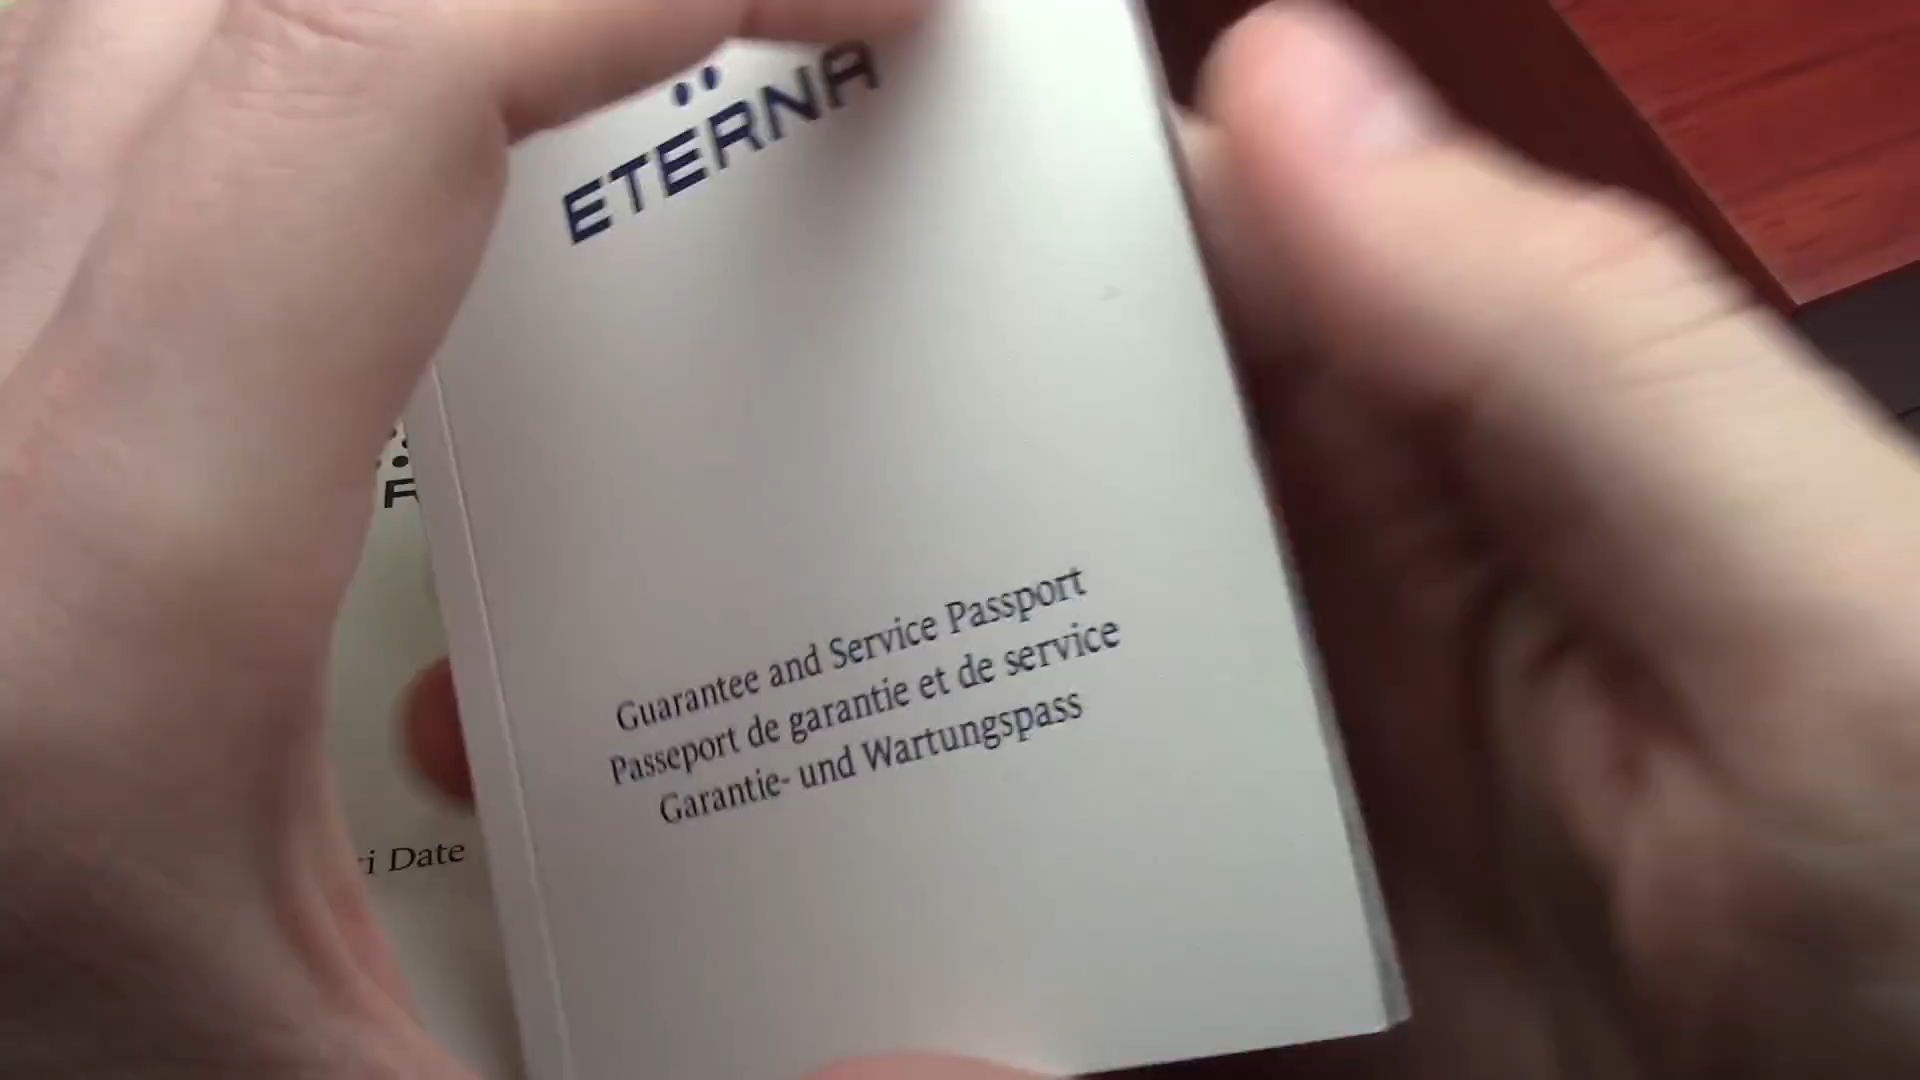 ETERNA
Guarantee and Service Passport
Passeport de garantie et de service
Garantie- und Wartungspass
Date